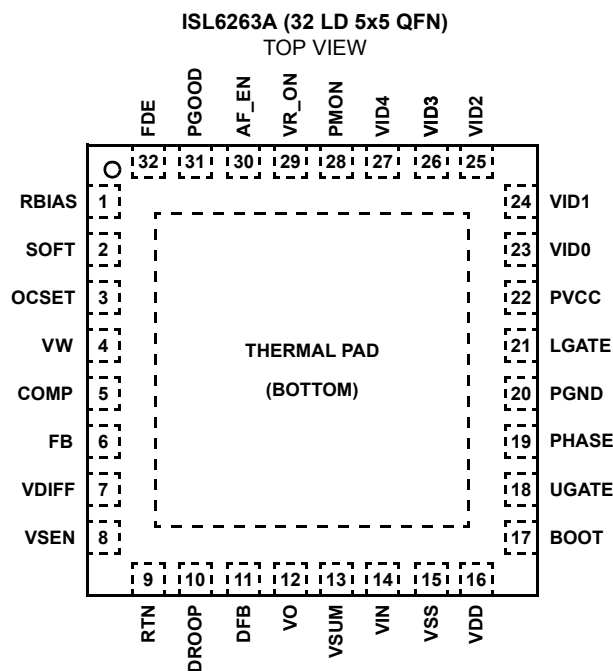 ISL6263A (32 LD 5x5 QFN)
TOP VIEW
FDE PGOOD AF_EN VR_ON PMON VID4 VID3 VID2
32 31 30 29 28 27 26 25
RBIAS 1 24 VID1
SOFT 2 23 VID0
OCSET 3 22 PVCC
VW 4 21 LGATE
THERMAL PAD
(BOTTOM)
COMP 5 20 PGND
FB 6 19 PHASE
VDIFF 7 18 UGATE
VSEN 8 17 BOOT
9 10 11 12 13 14 15 16
RTN DROOP DFB VO VSUM VIN VSS VDD